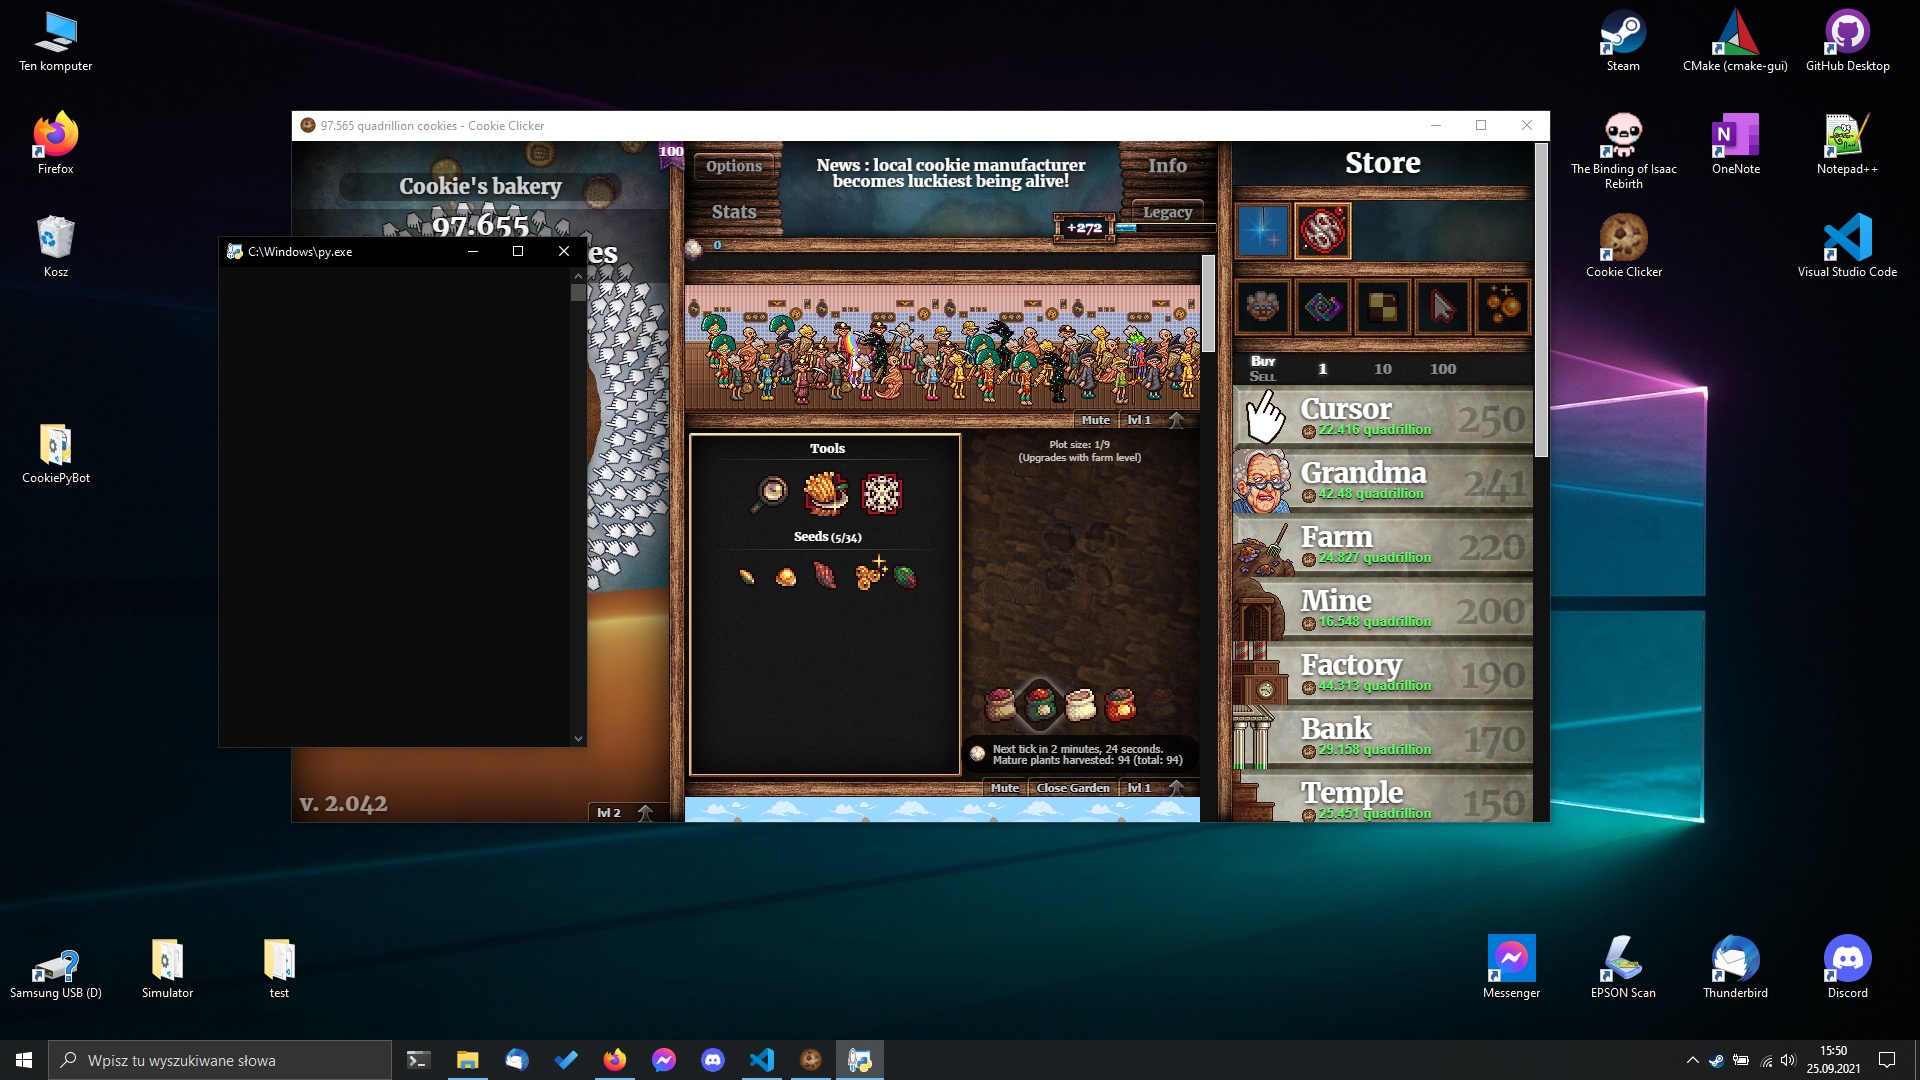 Ten komputer
Firefox
Kosz
CookiePyBot
Samsung USB (D)
Simulator
test
Steam
CMake (cmake-gui)
GitHub Desktop
The Binding of Isaac
Rebirth
OneNote
Notepad++
Cookie Clicker
Visual Studio Code
Messenger
EPSON Scan
Thunderbird
Discord
97.565 quadrillion cookies - Cookie Clicker
Cookie's bakery
97.655
es
100
C:\Windows\py.exe
v. 2.042
lvl 2
Options
Stats
News : local cookie manufacturer
becomes luckiest being alive!
Info
Legacy
+272
0
Mute
lvl 1
Tools
Seeds (5/34)
Plot size: 1/9
(Upgrades with farm level)
Next tick in 2 minutes, 24 seconds.
Mature plants harvested: 94 (total: 94)
Mute
Close Garden
lvl 1
Store
Buy
Sell
1
10
100
Cursor
22.416 quadrillion
250
Grandma
42.48 quadrillion
241
Farm
24.827 quadrillion
220
Mine
16.548 quadrillion
200
Factory
44.313 quadrillion
190
Bank
29.158 quadrillion
170
Temple
25.451 quadrillion
150
Wpisz tu wyszukiwane słowa
15:50
25.09.2021